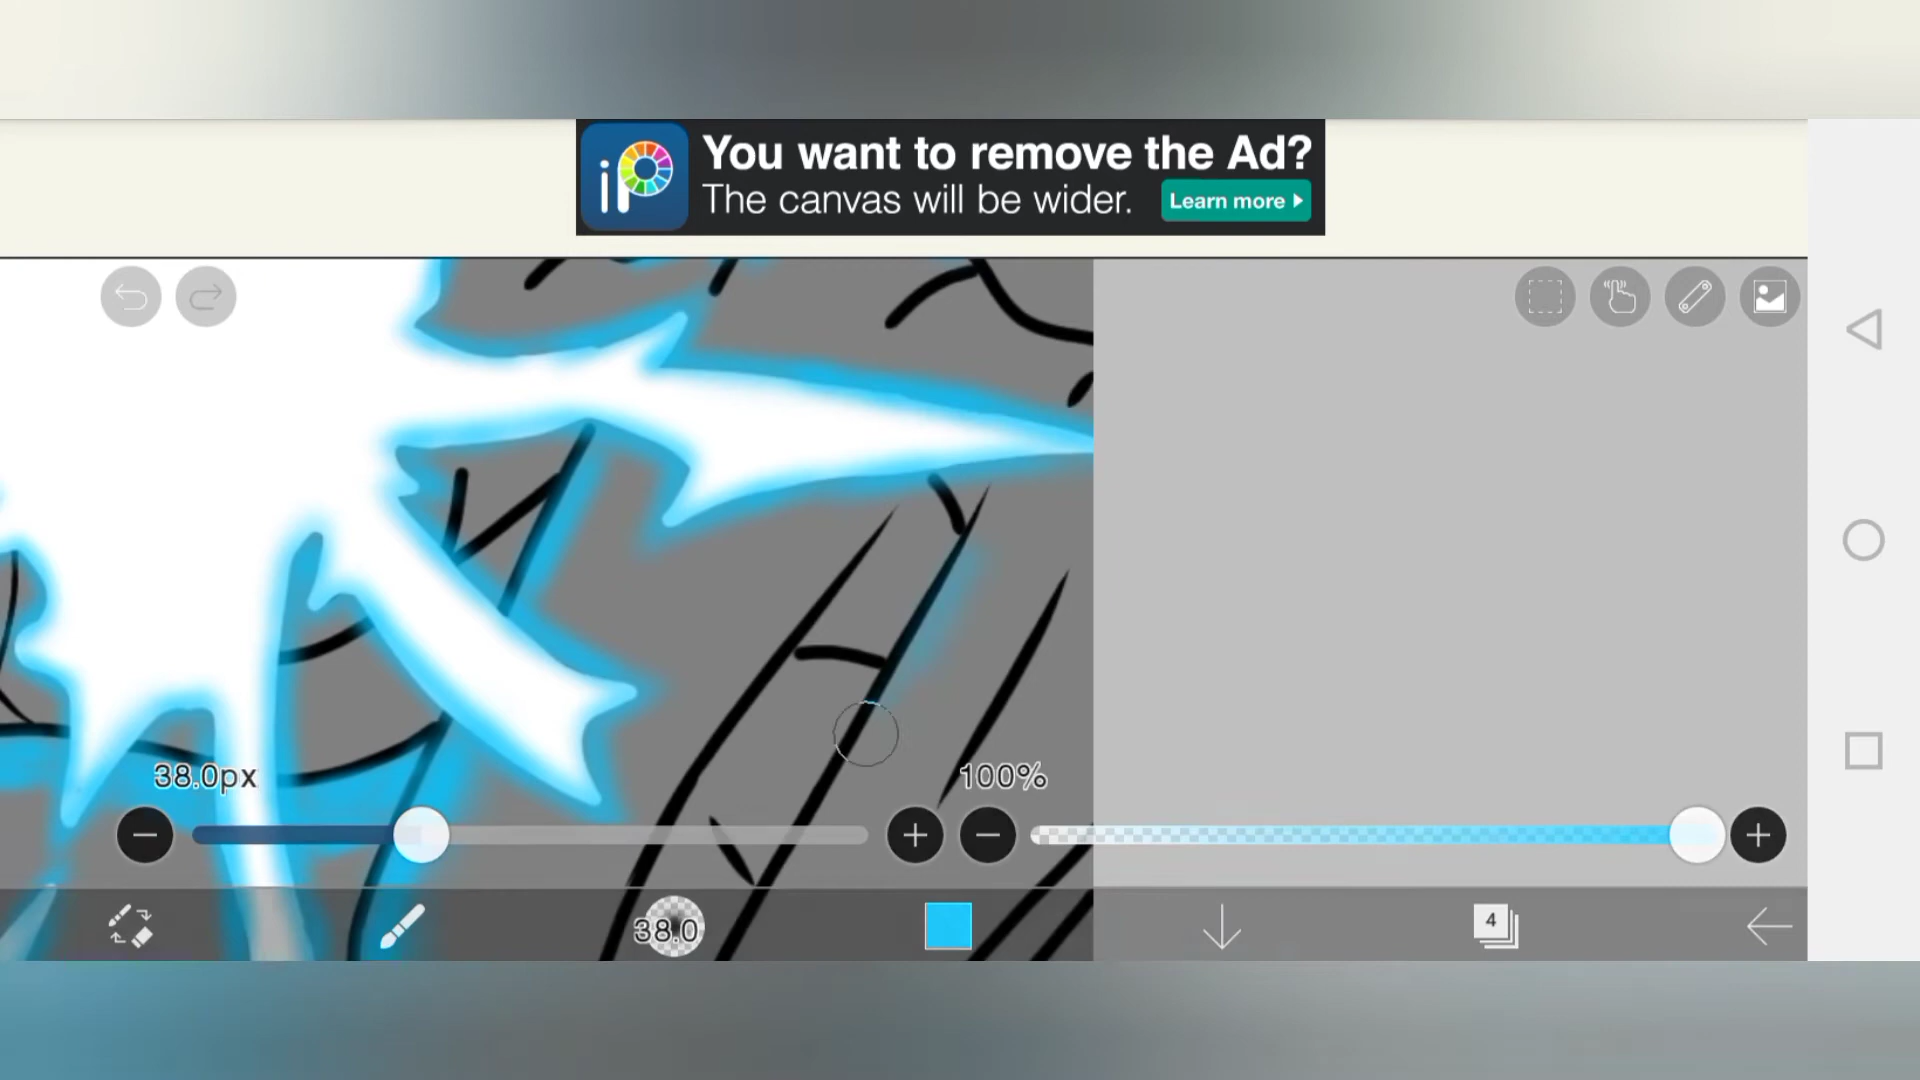 iP
You want to remove the Ad?
The canvas will be wider.
Learn more
38.0px
100%
38.0
4